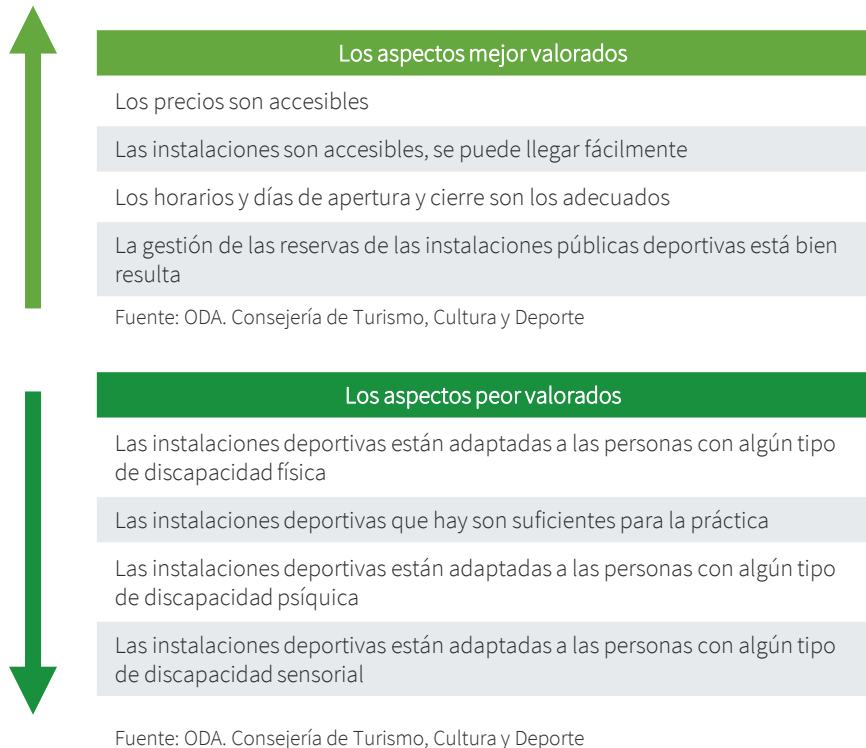 Los aspectos mejor valorados
Los precios son accesibles
Las instalaciones son accesibles, se puede llegar fácilmente
Los horarios y días de apertura y cierre son los adecuados
La gestión de las reservas de las instalaciones públicas deportivas está bien
resulta
Fuente: ODA. Consejería de Turismo, Cultura y Deporte
Los aspectos peor valorados
Las instalaciones deportivas están adaptadas a las personas con algún tipo
de discapacidad física
Las instalaciones deportivas que hay son suficientes para la práctica
Las instalaciones deportivas están adaptadas a las personas con algún tipo
de discapacidad psíquica
Las instalaciones deportivas están adaptadas a las personas con algún tipo
de discapacidad sensorial
Fuente: ODA. Consejería de Turismo, Cultura y Deporte